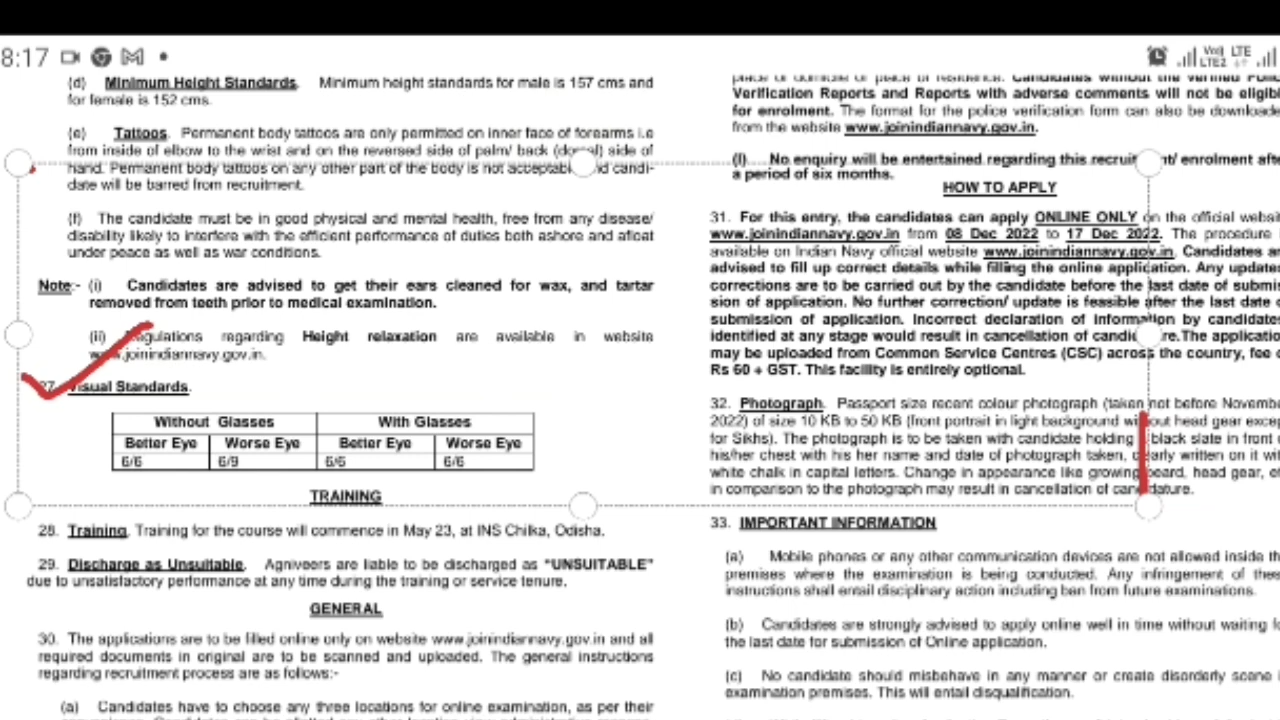 8:17
VoI) LTE
LTE2
(d) Minimum Height Standards. Minimum height standards for male is 157 cms and
for female is 152 cms.
(e) Tattoos. Permanent body tattoos are only permitted on inner face of forearms i.e
from inside of elbow to the wrist and on the reversed side of palm/ back (dorsal) side of
hand. Permanent body tattoos on any other part of the body is not acceptable and candi-
date will be barred from recruitment.
(f) The candidate must be in good physical and mental health, free from any disease/
disability likely to interfere with the efficient performance of duties both ashore and afloat
under peace as well as war conditions.
Note:- (i) Candidates are advised to get their ears cleaned for wax, and tartar
removed from teeth prior to medical examination.
(ii) Regulations regarding Height relaxation are available in website
www.joinindiannavy.gov.in.
27. Visual Standards.
Without Glasses With Glasses
Better Eye Worse Eye Better Eye Worse Eye
6/6 6/9 6/6 6/6
TRAINING
28. Training. Training for the course will commence in May 23, at INS Chilka, Odisha.
29. Discharge as Unsuitable. Agniveers are liable to be discharged as "UNSUITABLE"
due to unsatisfactory performance at any time during the training or service tenure.
GENERAL
30. The applications are to be filled online only on website www.joinindiannavy.gov.in and all
required documents in original are to be scanned and uploaded. The general instructions
regarding recruitment process are as follows:-
(a) Candidates have to choose any three locations for online examination, as per their
place of domicile or place of residence. Candidates without the verified Polic
Verification Reports and Reports with adverse comments will not be eligibl
for enrolment. The format for the police verification form can also be downloade
from the website www.joinindiannavy.gov.in.
(l) No enquiry will be entertained regarding this recruitment/ enrolment afte
a period of six months.
HOW TO APPLY
31. For this entry, the candidates can apply ONLINE ONLY on the official websit
www.joinindiannavy.gov.in from 08 Dec 2022 to 17 Dec 2022. The procedure i
available on Indian Navy official website www.joinindiannavy.gov.in. Candidates ar
advised to fill up correct details while filling the online application. Any update
corrections are to be carried out by the candidate before the last date of submis
sion of application. No further correction/ update is feasible after the last date o
submission of application. Incorrect declaration of information by candidates
identified at any stage would result in cancellation of candidature.The applicatio
may be uploaded from Common Service Centres (CSC) across the country, fee o
Rs 60 + GST. This facility is entirely optional.
32. Photograph. Passport size recent colour photograph (taken not before Novembe
2022) of size 10 KB to 50 KB (front portrait in light background without head gear excep
for Sikhs). The photograph is to be taken with candidate holding a black slate in front o
his/her chest with his her name and date of photograph taken, clearly written on it wit
white chalk in capital letters. Change in appearance like growing beard, head gear, et
in comparison to the photograph may result in cancellation of candidature.
33. IMPORTANT INFORMATION
(a) Mobile phones or any other communication devices are not allowed inside th
premises where the examination is being conducted. Any infringement of thes
instructions shall entail disciplinary action including ban from future examinations.
(b) Candidates are strongly advised to apply online well in time without waiting fo
the last date for submission of Online application.
(c) No candidate should misbehave in any manner or create disorderly scene i
examination premises. This will entail disqualification.